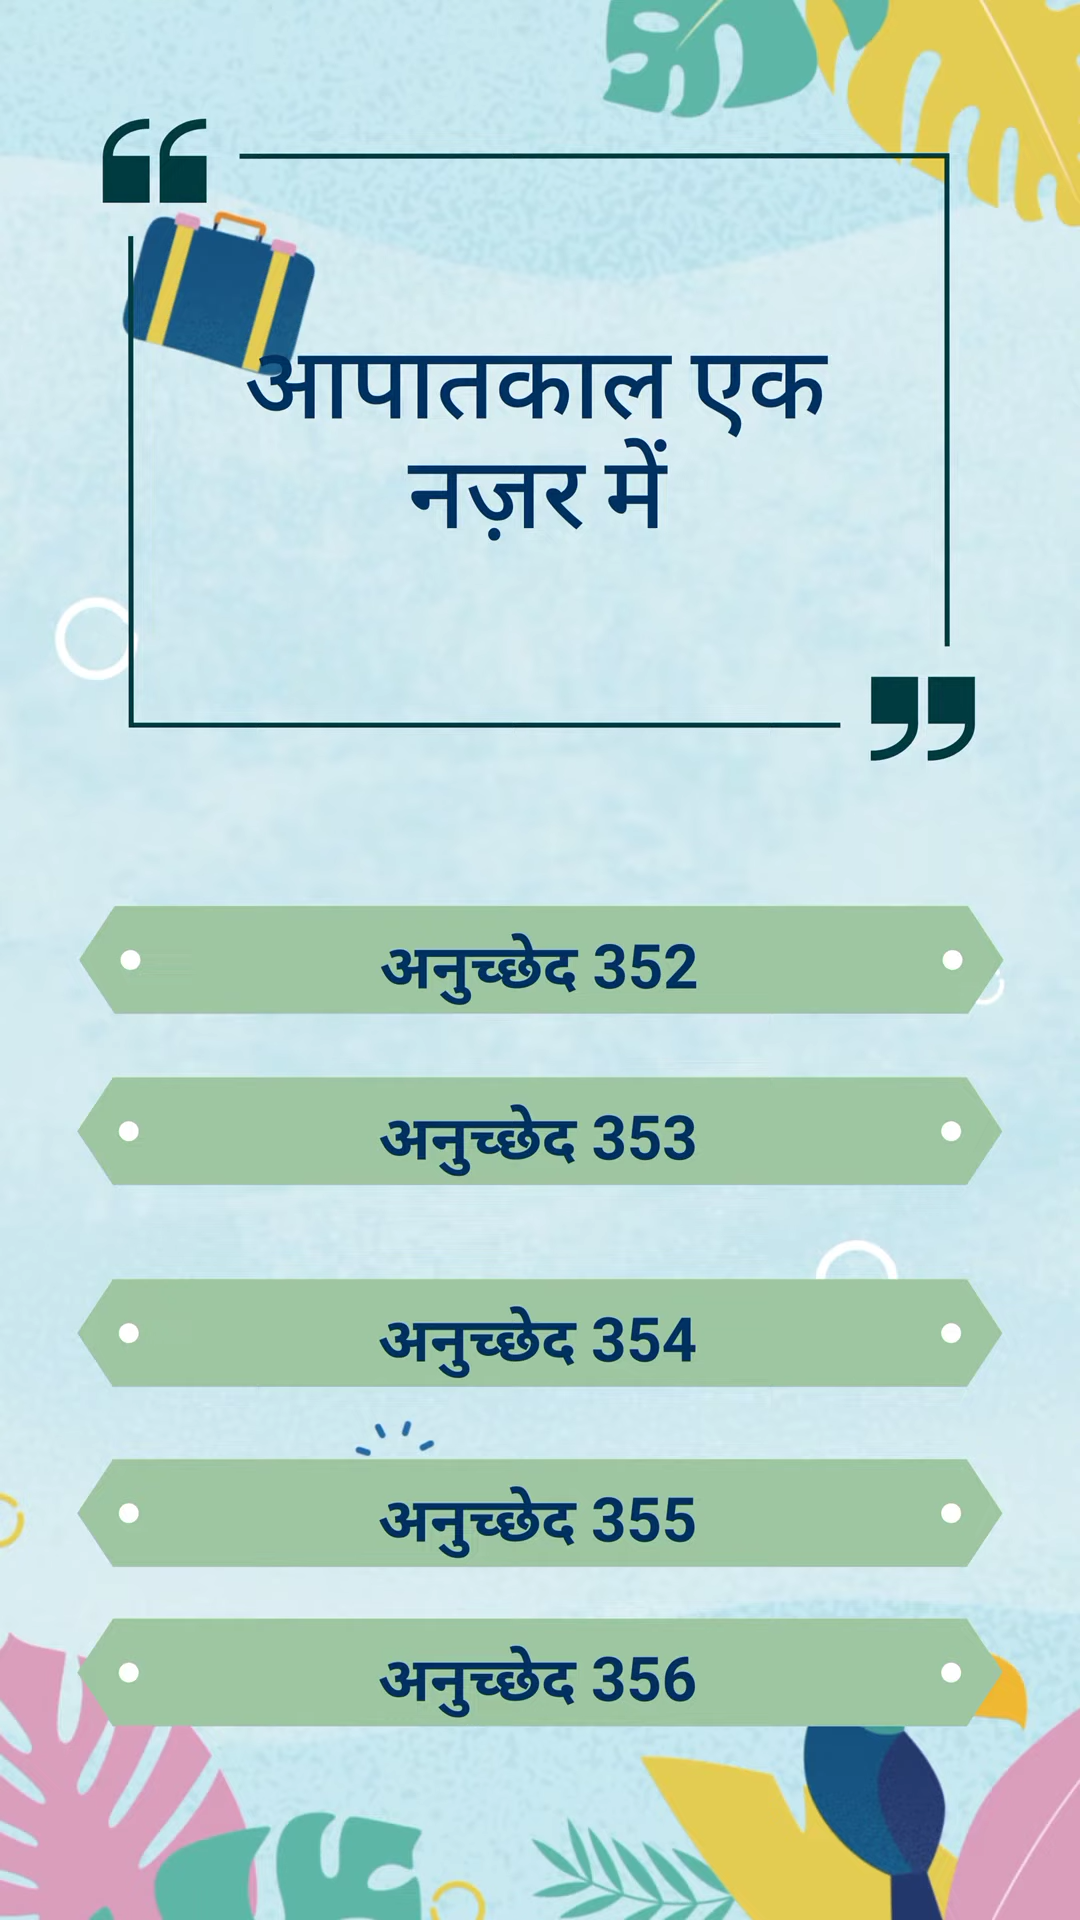 आपातकाल एक
नज़र में
अनुच्छेद 352
अनुच्छेद 353
अनुच्छेद 354
अनुच्छेद 355
अनुच्छेद 356